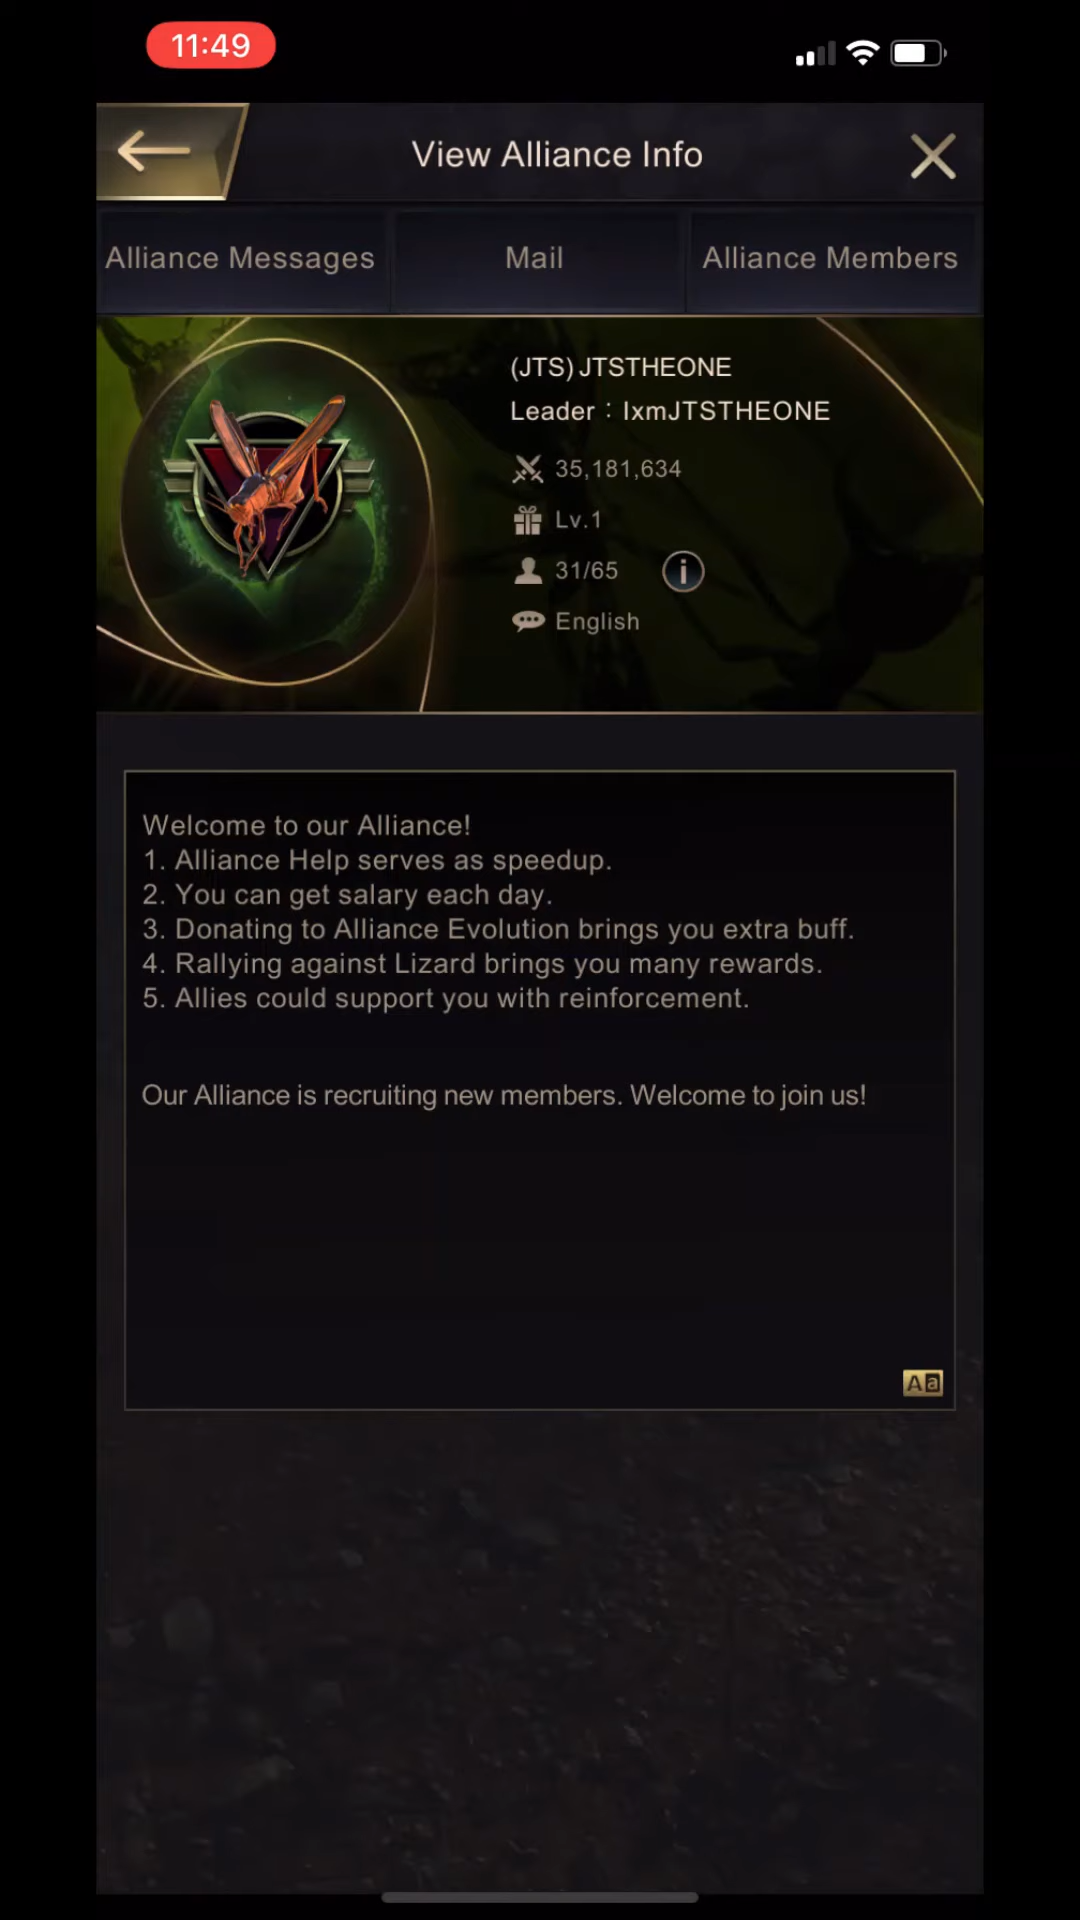 11:49
View Alliance Info
Alliance Messages
Mail
Alliance Members
(JTS) JTSTHEONE
Leader : IxmJTSTHEONE
35,181,634
Lv.1
31/65
i
English
Welcome to our Alliance!
1. Alliance Help serves as speedup.
2. You can get salary each day.
3. Donating to Alliance Evolution brings you extra buff.
4. Rallying against Lizard brings you many rewards.
5. Allies could support you with reinforcement.
Our Alliance is recruiting new members. Welcome to join us!
Aa